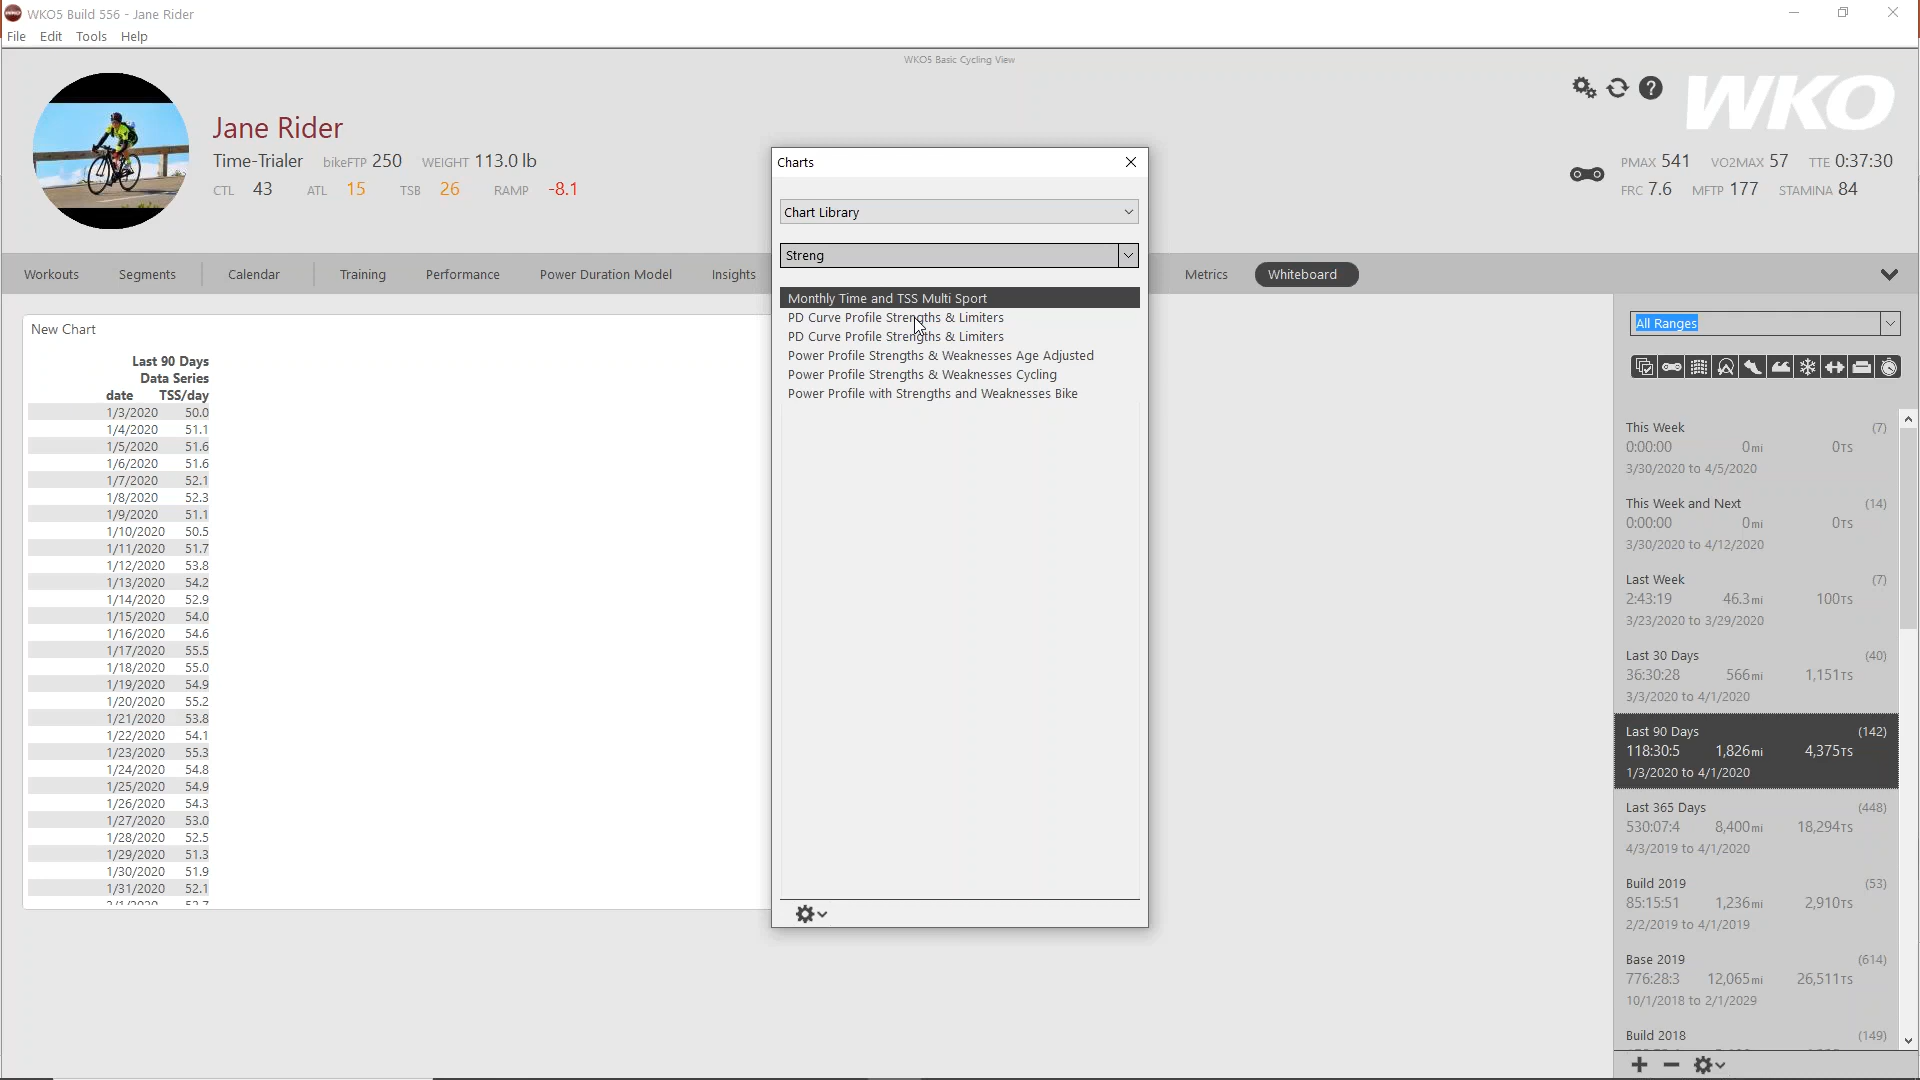 WKO5 Build 556 - Jane Rider
File Edit Tools Help
WKO5 Basic Cycling View
WKO
Jane Rider
Time-Trialer bikeFTP 250 WEIGHT 113.0 lb
CTL 43 ATL 15 TSB 26 RAMP -8.1
PMAX 541 VO2MAX 57 TTE 0:37:30
FRC 7.6 MFTP 177 STAMINA 84
Workouts Segments Calendar Training Performance Power Duration Model Insights Metrics Whiteboard
Charts
Chart Library
Streng
Monthly Time and TSS Multi Sport
PD Curve Profile Strengths & Limiters
PD Curve Profile Strengths & Limiters
Power Profile Strengths & Weaknesses Age Adjusted
Power Profile Strengths & Weaknesses Cycling
Power Profile with Strengths and Weaknesses Bike
New Chart
Last 90 Days
Data Series
date TSS/day
1/3/2020 50.0
1/4/2020 51.1
1/5/2020 51.6
1/6/2020 51.6
1/7/2020 52.1
1/8/2020 52.3
1/9/2020 51.1
1/10/2020 50.5
1/11/2020 51.7
1/12/2020 53.8
1/13/2020 54.2
1/14/2020 52.9
1/15/2020 54.0
1/16/2020 54.6
1/17/2020 55.5
1/18/2020 55.0
1/19/2020 54.9
1/20/2020 55.2
1/21/2020 53.8
1/22/2020 54.1
1/23/2020 55.3
1/24/2020 54.8
1/25/2020 54.9
1/26/2020 54.3
1/27/2020 53.0
1/28/2020 52.5
1/29/2020 51.3
1/30/2020 51.9
1/31/2020 52.1
All Ranges
This Week (7)
0:00:00 0mi 0TS
3/30/2020 to 4/5/2020
This Week and Next (14)
0:00:00 0mi 0TS
3/30/2020 to 4/12/2020
Last Week (7)
2:43:19 46.3mi 100TS
3/23/2020 to 3/29/2020
Last 30 Days (40)
36:30:28 566mi 1,151TS
3/3/2020 to 4/1/2020
Last 90 Days (142)
118:30:5 1,826mi 4,375TS
1/3/2020 to 4/1/2020
Last 365 Days (448)
530:07:4 8,400mi 18,294TS
4/3/2019 to 4/1/2020
Build 2019 (53)
85:15:51 1,236mi 2,910TS
2/2/2019 to 4/1/2019
Base 2019 (614)
776:28:3 12,065mi 26,511TS
10/1/2018 to 2/1/2029
Build 2018 (149)